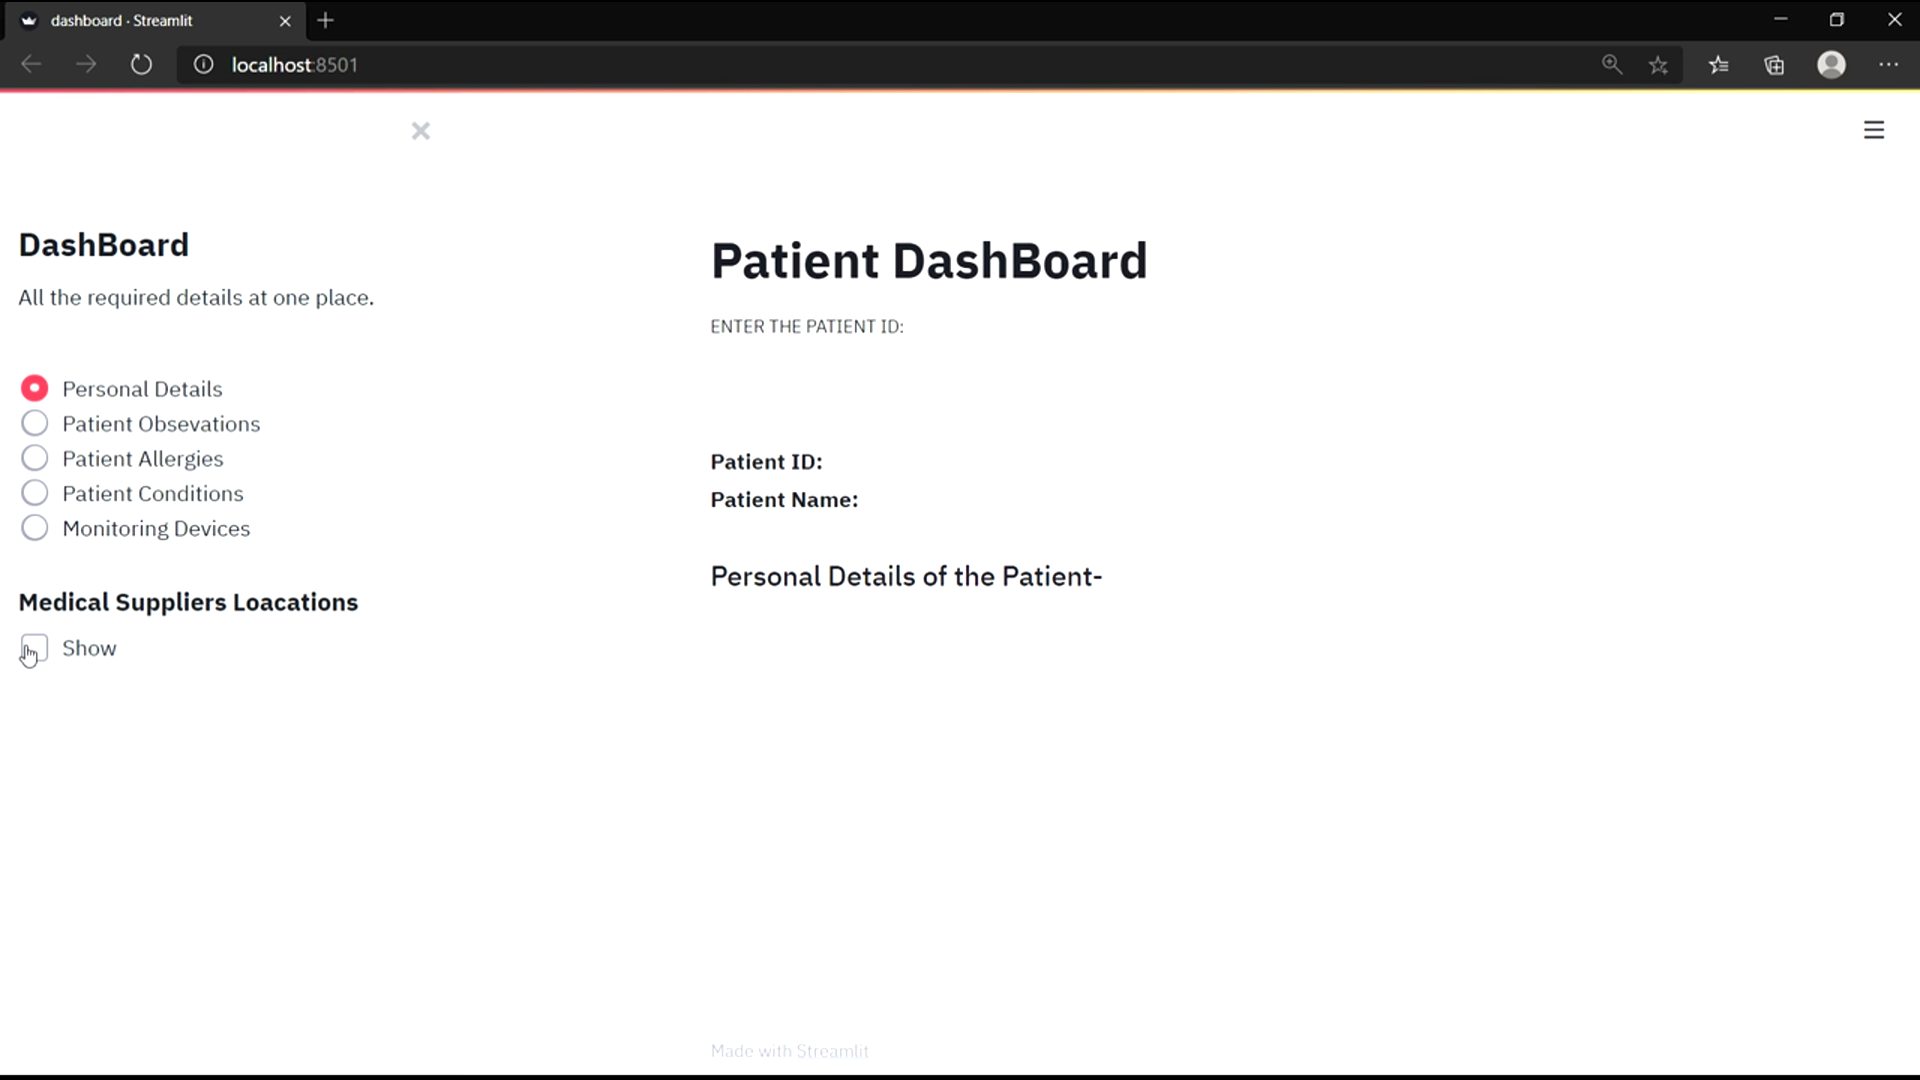 dashboard · Streamlit
localhost:8501
DashBoard
All the required details at one place.
Personal Details
Patient Obsevations
Patient Allergies
Patient Conditions
Monitoring Devices
Medical Suppliers Loacations
Show
Patient DashBoard
ENTER THE PATIENT ID:
Patient ID:
Patient Name:
Personal Details of the Patient-
Made with Streamlit